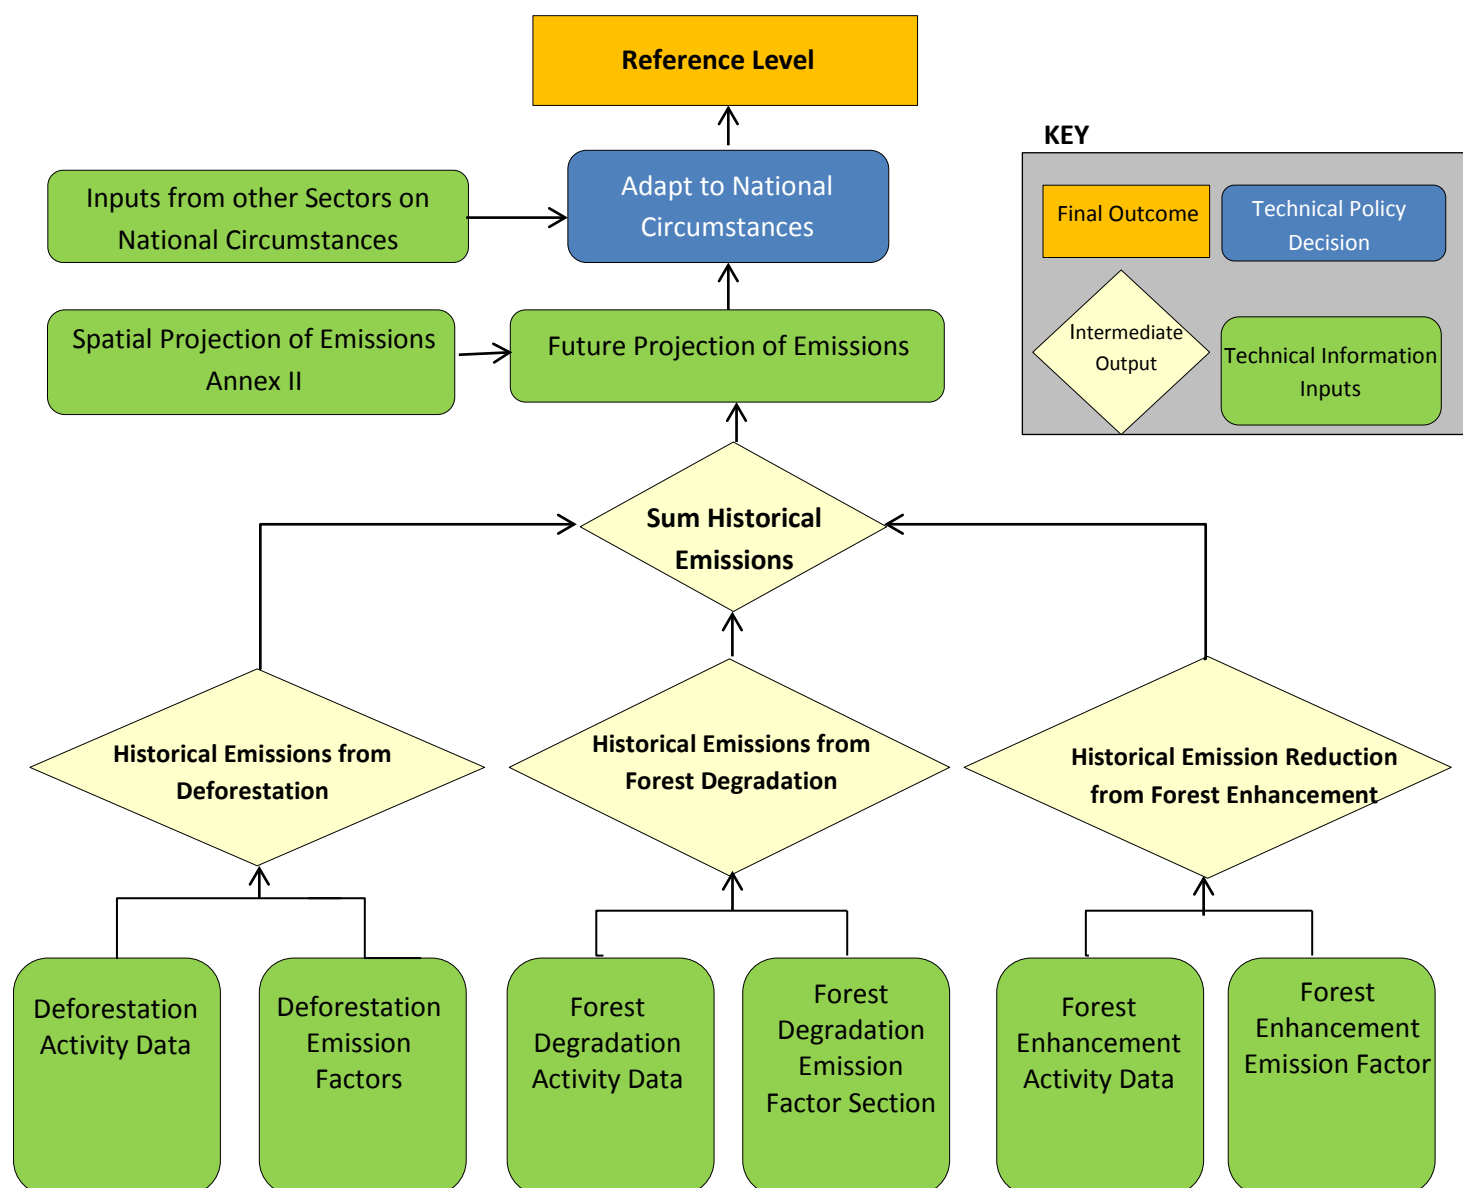 Reference Level
KEY
Inputs from other Sectors on
National Circumstances
Adapt to National
Circumstances
Final Outcome
Technical Policy
Decision
Spatial Projection of Emissions
Annex II
Future Projection of Emissions
Intermediate
Output
Technical Information
Inputs
Sum Historical
Emissions
Historical Emissions from
Deforestation
Historical Emissions from
Forest Degradation
Historical Emission Reduction
from Forest Enhancement
Deforestation
Activity Data
Deforestation
Emission
Factors
Forest
Degradation
Activity Data
Forest
Degradation
Emission
Factor Section
Forest
Enhancement
Activity Data
Forest
Enhancement
Emission Factor